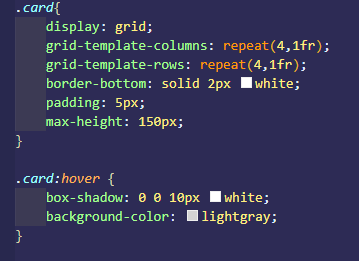 .card{
display: grid;
grid-template-columns: repeat(4,1fr);
grid-template-rows: repeat(4,1fr);
border-bottom: solid 2px white;
padding: 5px;
max-height: 150px;
}
.card:hover {
box-shadow: 0 0 10px white;
background-color: lightgray;
}